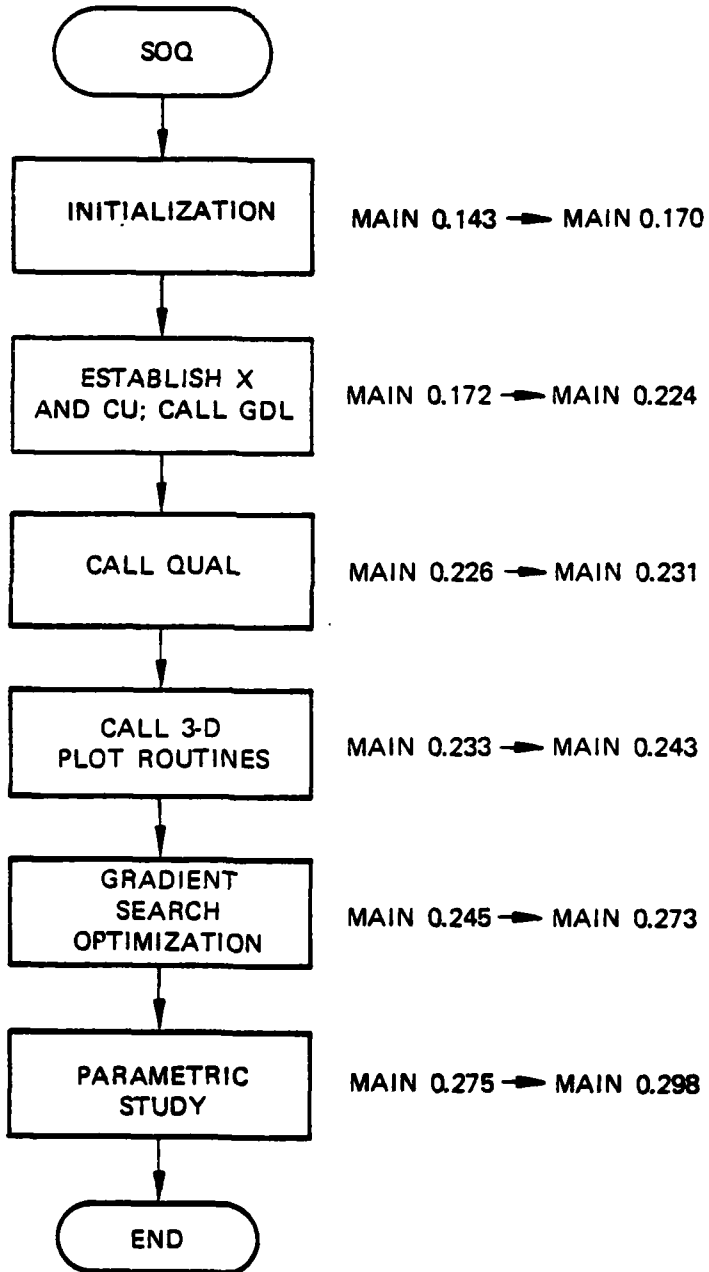 SOQ
INITIALIZATION
MAIN 0.143 → MAIN 0.170
ESTABLISH X
AND CU; CALL GDL
MAIN 0.172 → MAIN 0.224
CALL QUAL
MAIN 0.226 → MAIN 0.231
CALL 3-D
PLOT ROUTINES
MAIN 0.233 → MAIN 0.243
GRADIENT
SEARCH
OPTIMIZATION
MAIN 0.245 → MAIN 0.273
PARAMETRIC
STUDY
MAIN 0.275 → MAIN 0.298
END